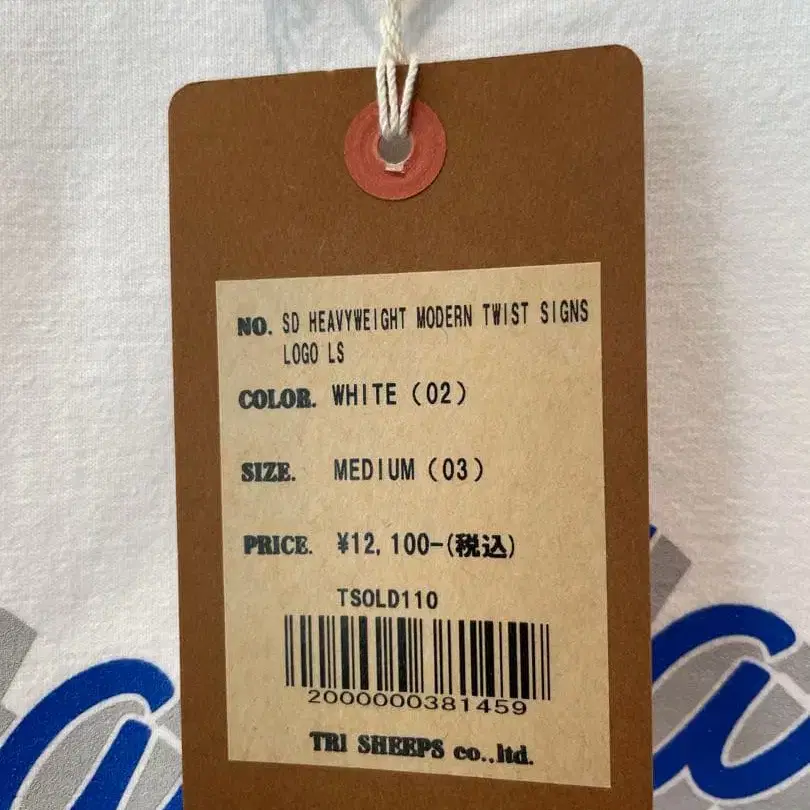 NO. SD HEAVYWEIGHT MODERN TWIST SIGNS
LOGO LS
COLOR. WHITE (02)
SIZE. MEDIUM (03)
PRICE. ¥12,100-(税込)
TSOLD110
2000000381459
TRI SHEEPS co.,ltd.